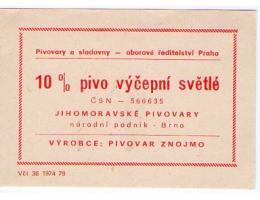 Pivovary a sladovny — oborové ředitelství Praha
10 % pivo výčepní světlé
ČSN — 566635
JIHOMORAVSKÉ PIVOVARY
národní podnik - Brno
VÝROBCE: PIVOVAR ZNOJMO
Včt 36 1974 79